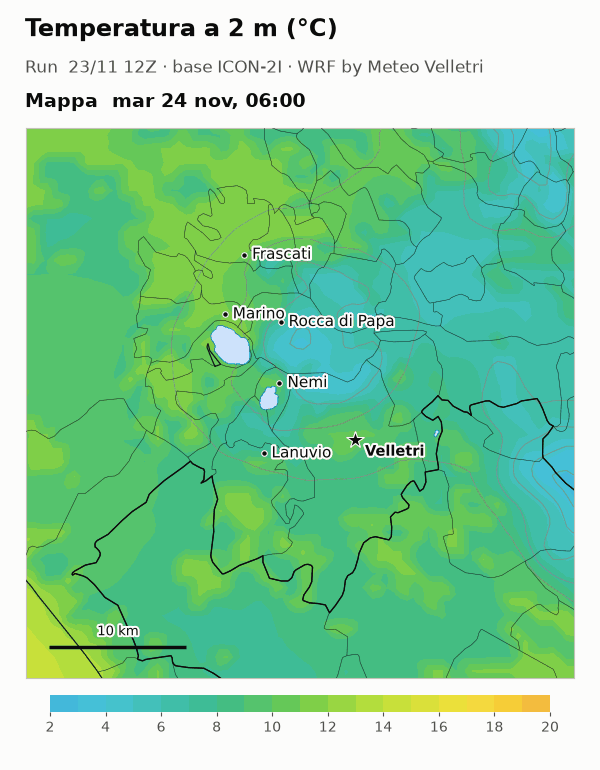 Temperatura a 2 m (°C)
Run  23/11 12Z · base ICON-2I · WRF by Meteo Velletri
Mappa  mar 24 nov, 06:00
Frascati
Marino
Rocca di Papa
Nemi
Velletri
Lanuvio
10 km
2 4 6 8 10 12 14 16 18 20